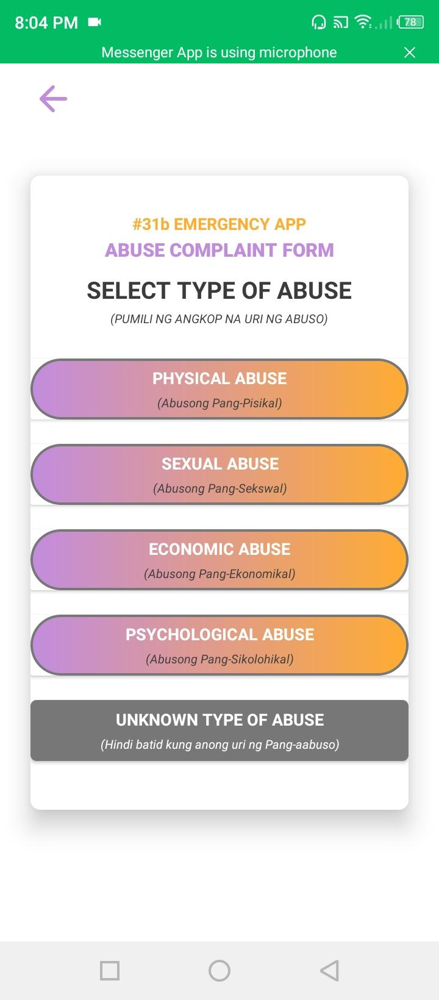 8:04 PM
78
Messenger App is using microphone
#31b EMERGENCY APP
ABUSE COMPLAINT FORM
SELECT TYPE OF ABUSE
(PUMILI NG ANGKOP NA URI NG ABUSO)
PHYSICAL ABUSE
(Abusong Pang-Pisikal)
SEXUAL ABUSE
(Abusong Pang-Sekswal)
ECONOMIC ABUSE
(Abusong Pang-Ekonomikal)
PSYCHOLOGICAL ABUSE
(Abusong Pang-Sikolohikal)
UNKNOWN TYPE OF ABUSE
(Hindi batid kung anong uri ng Pang-aabuso)